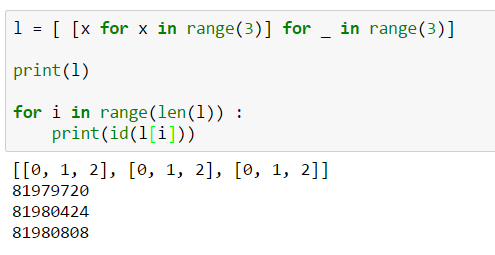 l = [ [x for x in range(3)] for _ in range(3)]
print(l)
for i in range(len(l)) :
    print(id(l[i]))
[[0, 1, 2], [0, 1, 2], [0, 1, 2]]
81979720
81980424
81980808